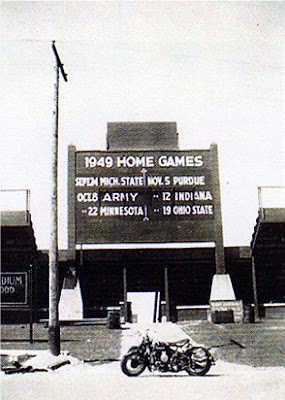 1949 HOME GAMES
SEPT.24 MICH. STATE NOV. 5 PURDUE
OCT.8 ARMY " 12 INDIANA
" 22 MINNESOTA " 19 OHIO STATE
DIUM